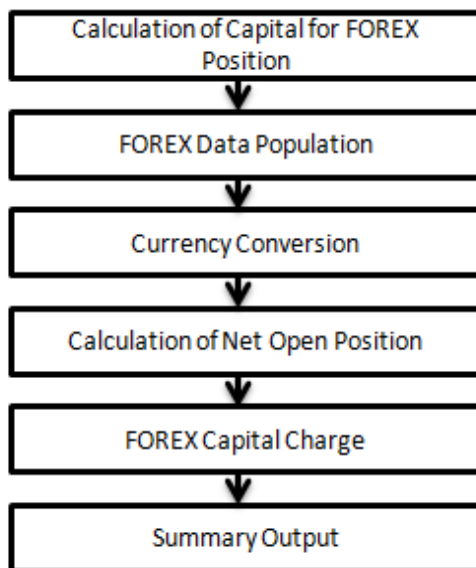 Calculation of Capital for FOREX
Position
FOREX Data Population
Currency Conversion
Calculation of Net Open Position
FOREX Capital Charge
Summary Output